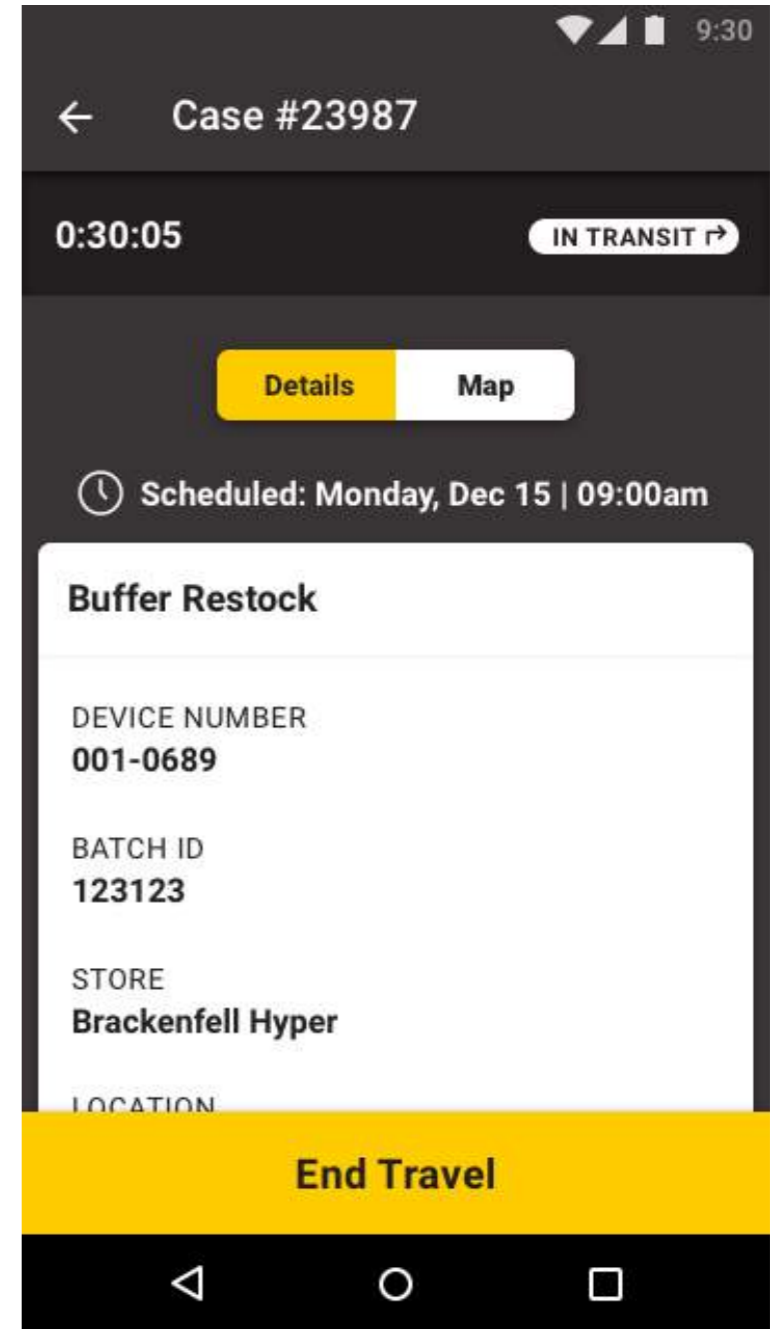 9:30
Case #23987
0:30:05
IN TRANSIT
Details Map
Scheduled: Monday, Dec 15 | 09:00am
Buffer Restock
DEVICE NUMBER
001-0689
BATCH ID
123123
STORE
Brackenfell Hyper
LOCATION
End Travel